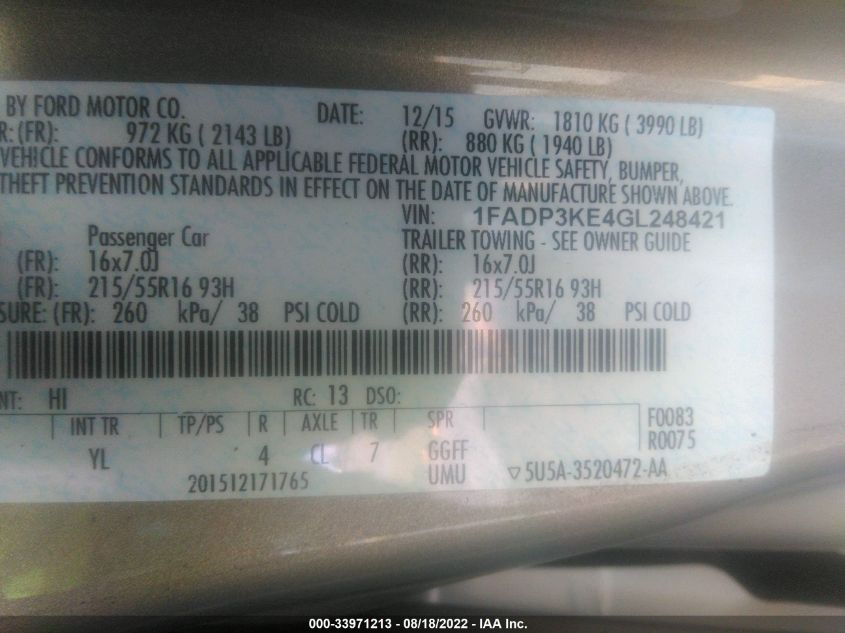 BY FORD MOTOR CO. DATE: 12/15 GVWR: 1810 KG ( 3990 LB)
R: (FR): 972 KG ( 2143 LB) (RR): 880 KG ( 1940 LB)
VEHICLE CONFORMS TO ALL APPLICABLE FEDERAL MOTOR VEHICLE SAFETY, BUMPER,
THEFT PREVENTION STANDARDS IN EFFECT ON THE DATE OF MANUFACTURE SHOWN ABOVE.
VIN: 1FADP3KE4GL248421
Passenger Car TRAILER TOWING - SEE OWNER GUIDE
(FR): 16x7.0J (RR): 16x7.0J
(FR): 215/55R16 93H (RR): 215/55R16 93H
SURE: (FR): 260 kPa/ 38 PSI COLD (RR): 260 kPa/ 38 PSI COLD
NT: HI RC: 13 DSO:
INT TR TP/PS R AXLE TR SPR F0083
R0075
YL 4 CL 7 GGFF
201512171765 UMU ▽5U5A-3520472-AA
000-33971213 - 08/18/2022 - IAA Inc.